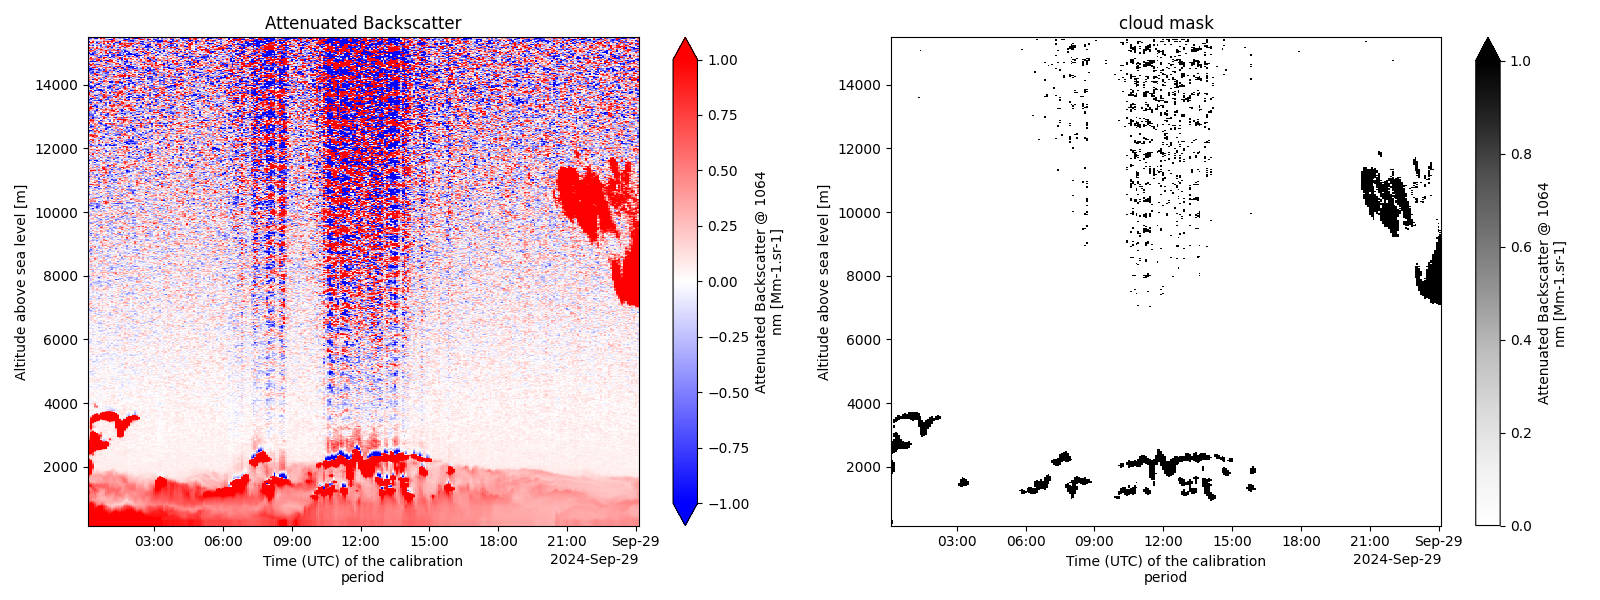 Attenuated Backscatter
14000
12000
10000
8000
6000
4000
2000
Altitude above sea level [m]
03:00 06:00 09:00 12:00 15:00 18:00 21:00 Sep-29
2024-Sep-29
Time (UTC) of the calibration
period
1.00
0.75
0.50
0.25
0.00
−0.25
−0.50
−0.75
−1.00
Attenuated Backscatter @ 1064
nm [Mm-1.sr-1]
cloud mask
14000
12000
10000
8000
6000
4000
2000
Altitude above sea level [m]
03:00 06:00 09:00 12:00 15:00 18:00 21:00 Sep-29
2024-Sep-29
Time (UTC) of the calibration
period
1.0
0.8
0.6
0.4
0.2
0.0
Attenuated Backscatter @ 1064
nm [Mm-1.sr-1]